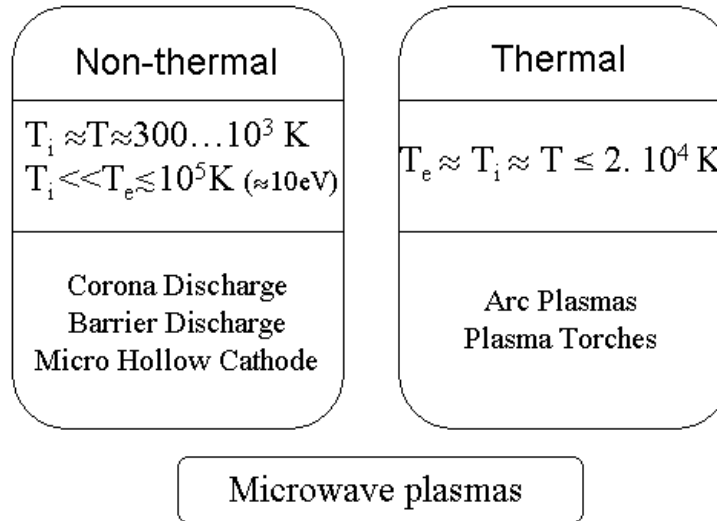 Non-thermal
Tᵢ ≈T≈300…10³ K
Tᵢ<<Tₑ≲10⁵K (≈10eV)
Corona Discharge
Barrier Discharge
Micro Hollow Cathode
Thermal
Tₑ ≈ Tᵢ ≈ T ≤ 2. 10⁴ K
Arc Plasmas
Plasma Torches
Microwave plasmas